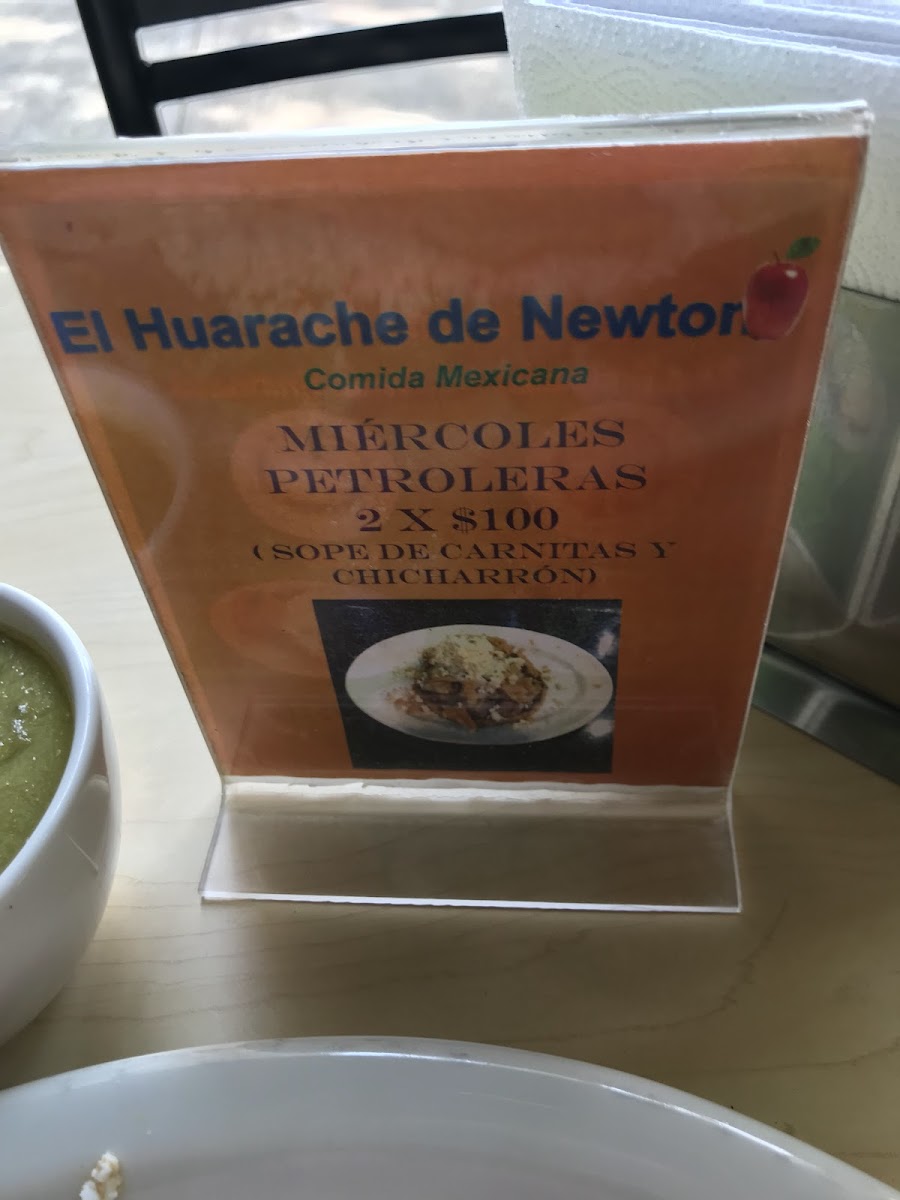 El Huarache de Newton
Comida Mexicana
MIÉRCOLES
PETROLERAS
2 X $100
( SOPE DE CARNITAS Y
CHICHARRÓN)